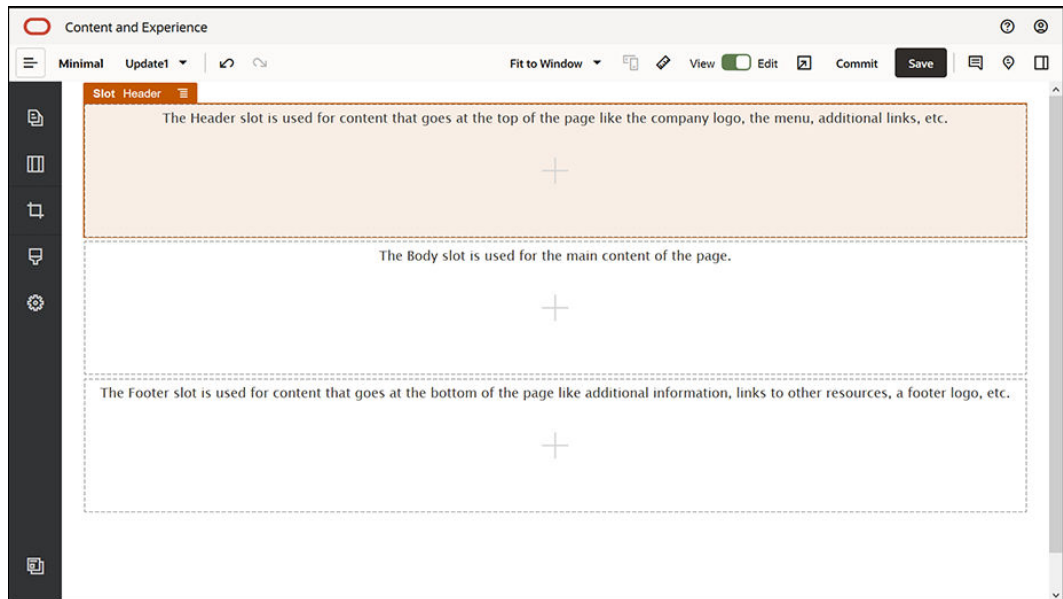 Content and Experience
Minimal Update1 Fit to Window View Edit Commit Save
Slot Header
The Header slot is used for content that goes at the top of the page like the company logo, the menu, additional links, etc.
The Body slot is used for the main content of the page.
The Footer slot is used for content that goes at the bottom of the page like additional information, links to other resources, a footer logo, etc.